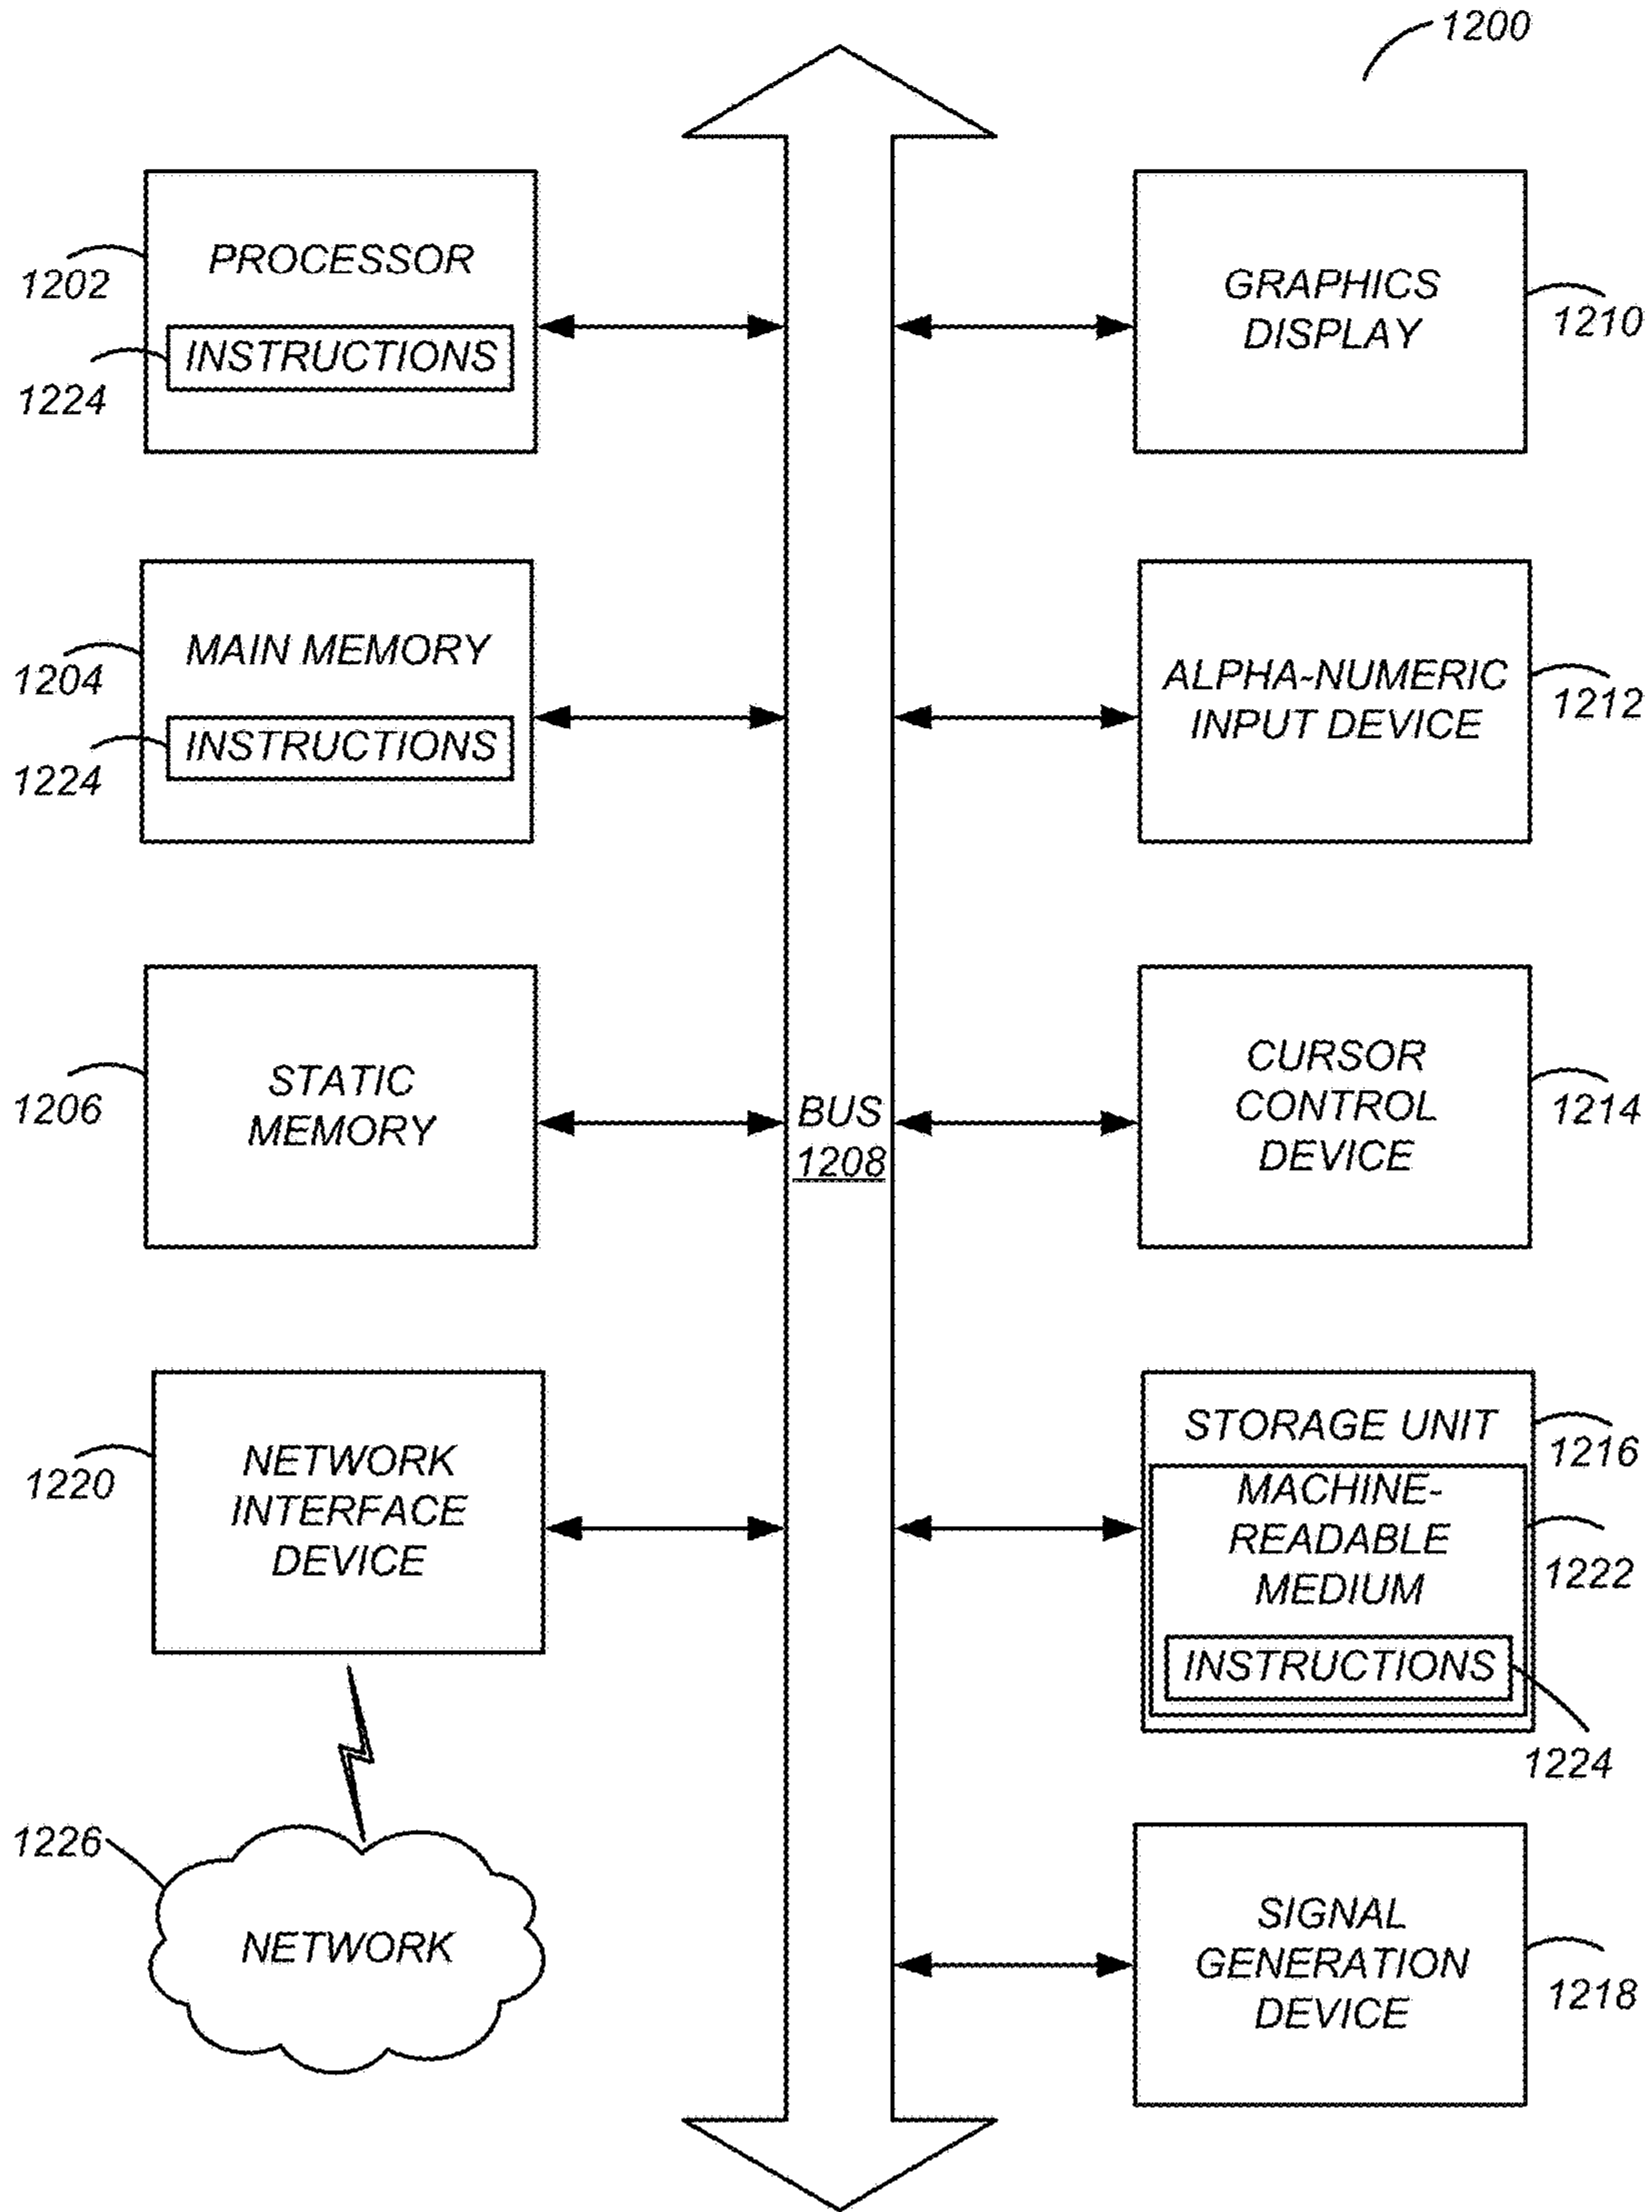 1200
PROCESSOR
1202
INSTRUCTIONS
1224
MAIN MEMORY
1204
INSTRUCTIONS
1224
STATIC
MEMORY
1206
NETWORK
INTERFACE
DEVICE
1220
1226
NETWORK
BUS
1208
GRAPHICS
DISPLAY
1210
ALPHA-NUMERIC
INPUT DEVICE
1212
CURSOR
CONTROL
DEVICE
1214
STORAGE UNIT
1216
MACHINE-
READABLE
MEDIUM
1222
INSTRUCTIONS
1224
SIGNAL
GENERATION
DEVICE
1218